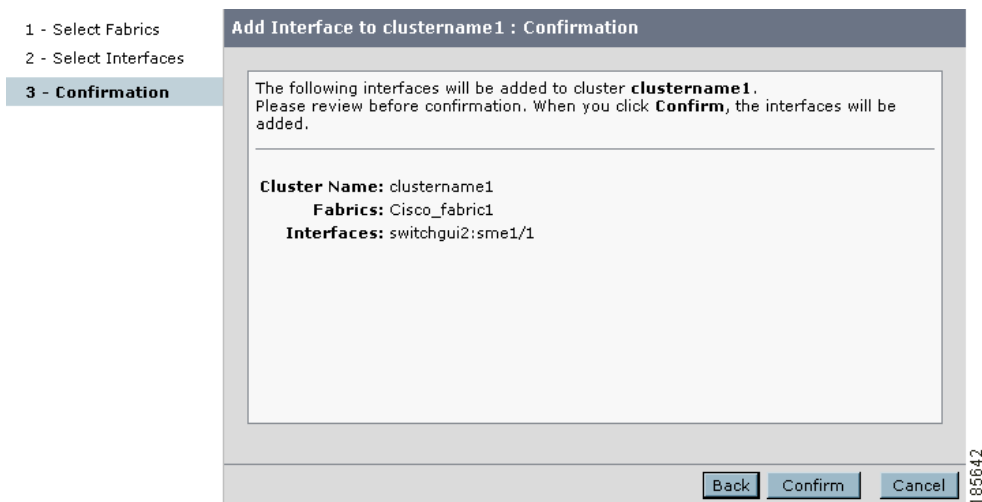 1 - Select Fabrics
2 - Select Interfaces
3 - Confirmation
Add Interface to clustername1 : Confirmation
The following interfaces will be added to cluster clustername1.
Please review before confirmation. When you click Confirm, the interfaces will be
added.
Cluster Name: clustername1
Fabrics: Cisco_fabric1
Interfaces: switchgui2:sme1/1
Back Confirm Cancel
185642